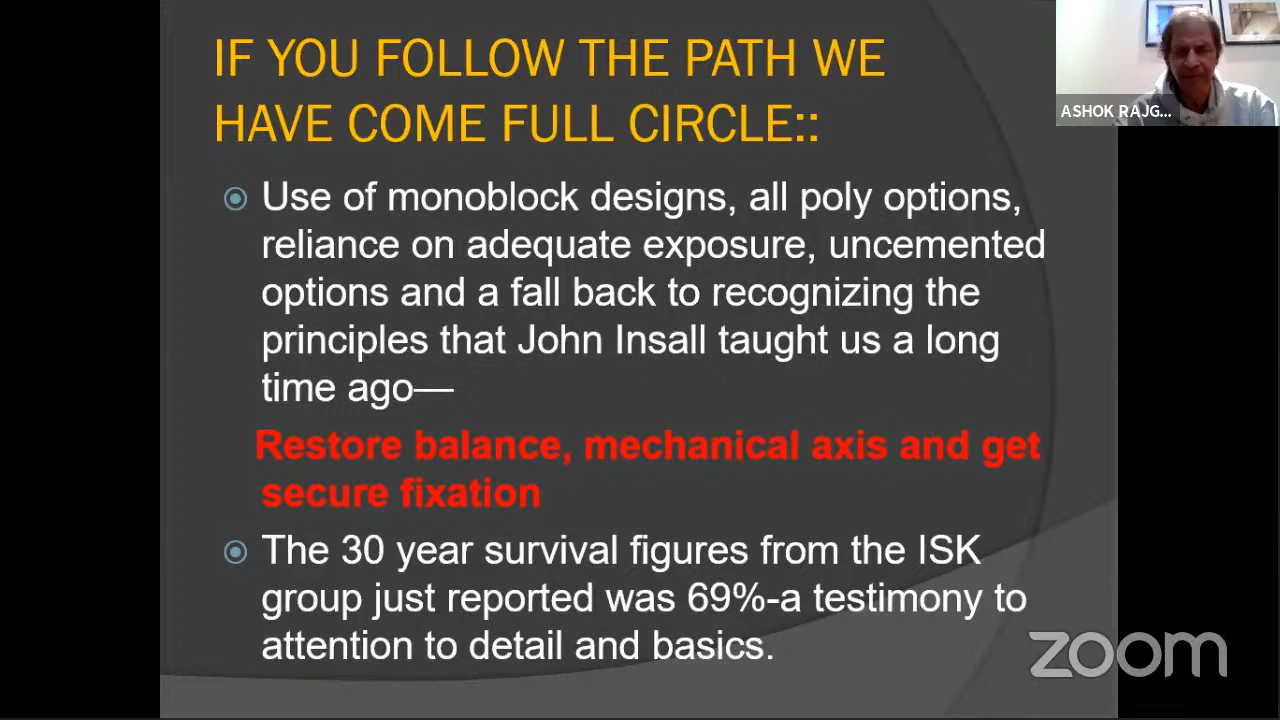 IF YOU FOLLOW THE PATH WE
HAVE COME FULL CIRCLE::
Use of monoblock designs, all poly options,
reliance on adequate exposure, uncemented
options and a fall back to recognizing the
principles that John Insall taught us a long
time ago—
Restore balance, mechanical axis and get
secure fixation
The 30 year survival figures from the ISK
group just reported was 69%-a testimony to
attention to detail and basics.
ASHOK RAJG...
zoom